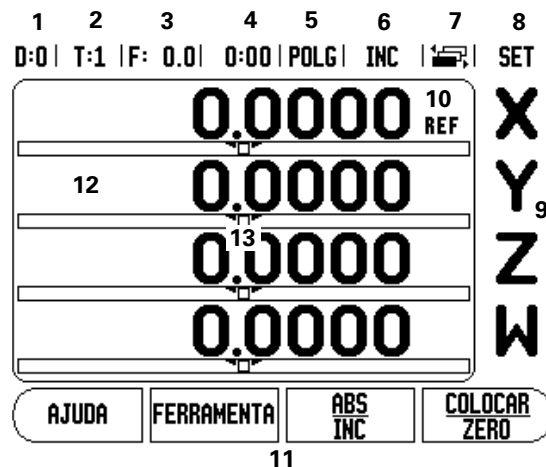 1 2 3 4 5 6 7 8
D:0 | T:1 | F: 0.0 | 0:00 | POLG | INC | | SET
0.0000 10 REF X
12 0.0000 Y 9
13 0.0000 Z
0.0000 W
AJUDA FERRAMENTA ABS INC COLOCAR ZERO
11